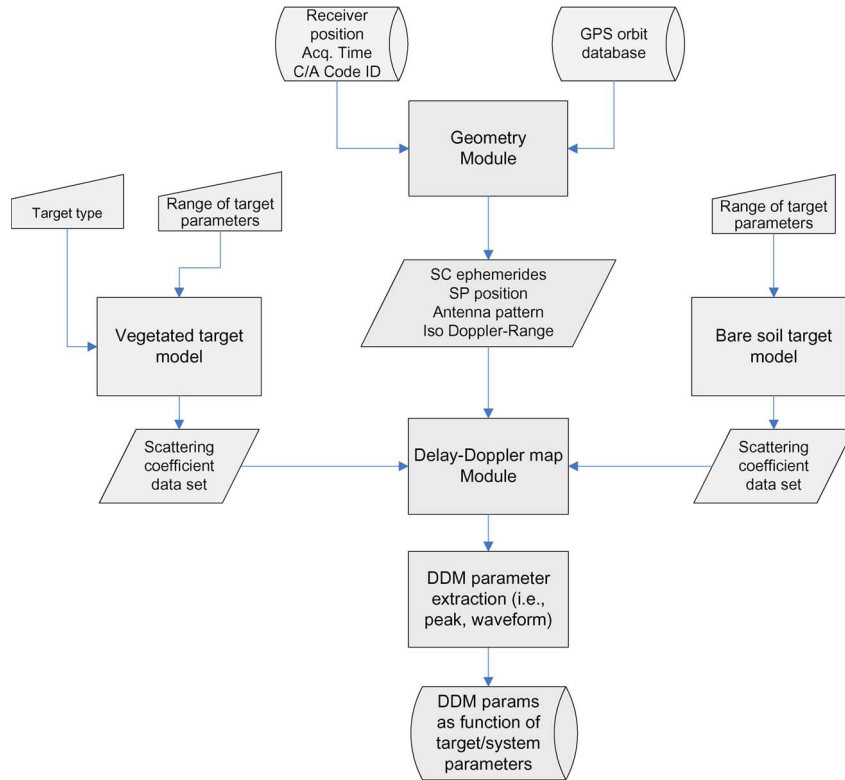 Receiver
position
Acq. Time
C/A Code ID
GPS orbit
database
Geometry
Module
Target type
Range of target
parameters
Range of target
parameters
SC ephemerides
SP position
Antenna pattern
Iso Doppler-Range
Vegetated target
model
Bare soil target
model
Scattering
coefficient
data set
Delay-Doppler map
Module
Scattering
coefficient
data set
DDM parameter
extraction (i.e.,
peak, waveform)
DDM params
as function of
target/system
parameters